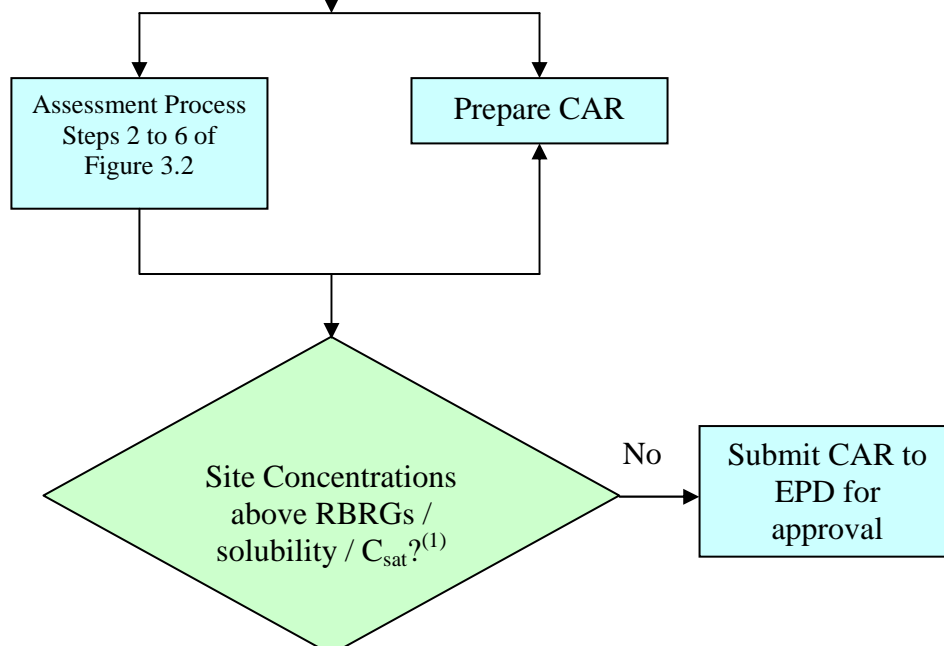 Assessment Process
Steps 2 to 6 of
Figure 3.2
Prepare CAR
Site Concentrations
above RBRGs /
solubility / Csat?(1)
No
Submit CAR to
EPD for
approval